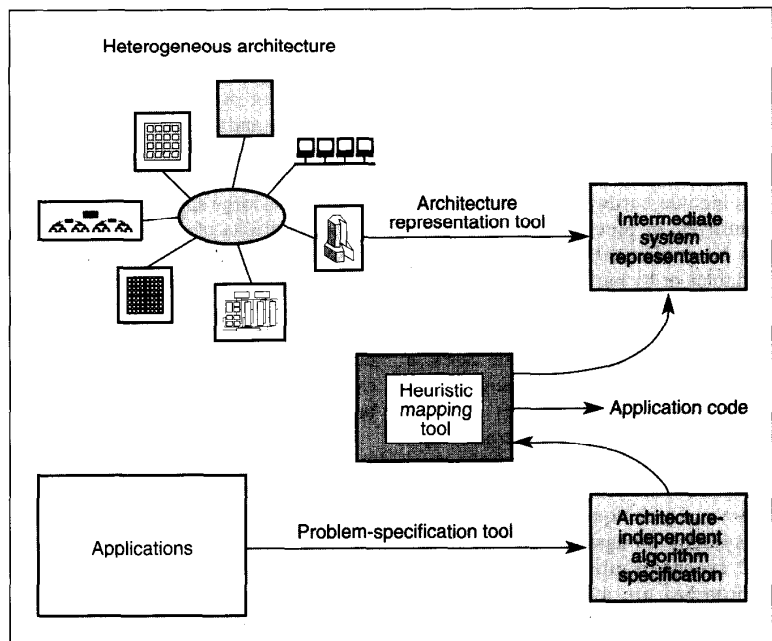 Heterogeneous architecture
Architecture
representation tool
Intermediate
system
representation
Heuristic
mapping
tool
Application code
Applications
Problem-specification tool
Architecture-
independent
algorithm
specification